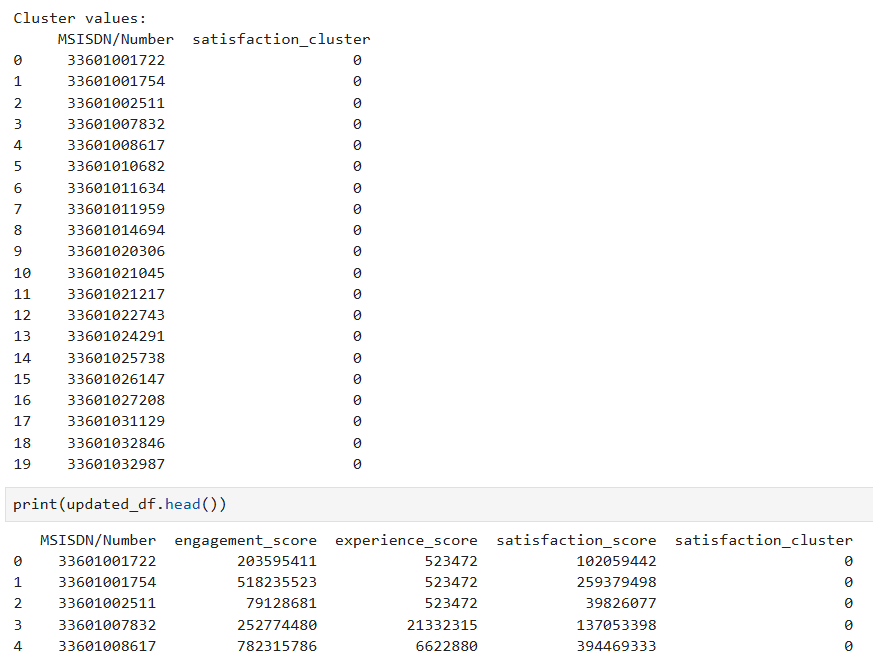 Cluster values:
MSISDN/Number satisfaction_cluster
0 33601001722 0
1 33601001754 0
2 33601002511 0
3 33601007832 0
4 33601008617 0
5 33601010682 0
6 33601011634 0
7 33601011959 0
8 33601014694 0
9 33601020306 0
10 33601021045 0
11 33601021217 0
12 33601022743 0
13 33601024291 0
14 33601025738 0
15 33601026147 0
16 33601027208 0
17 33601031129 0
18 33601032846 0
19 33601032987 0
print(updated_df.head())
MSISDN/Number engagement_score experience_score satisfaction_score satisfaction_cluster
0 33601001722 203595411 523472 102059442 0
1 33601001754 518235523 523472 259379498 0
2 33601002511 79128681 523472 39826077 0
3 33601007832 252774480 21332315 137053398 0
4 33601008617 782315786 6622880 394469333 0